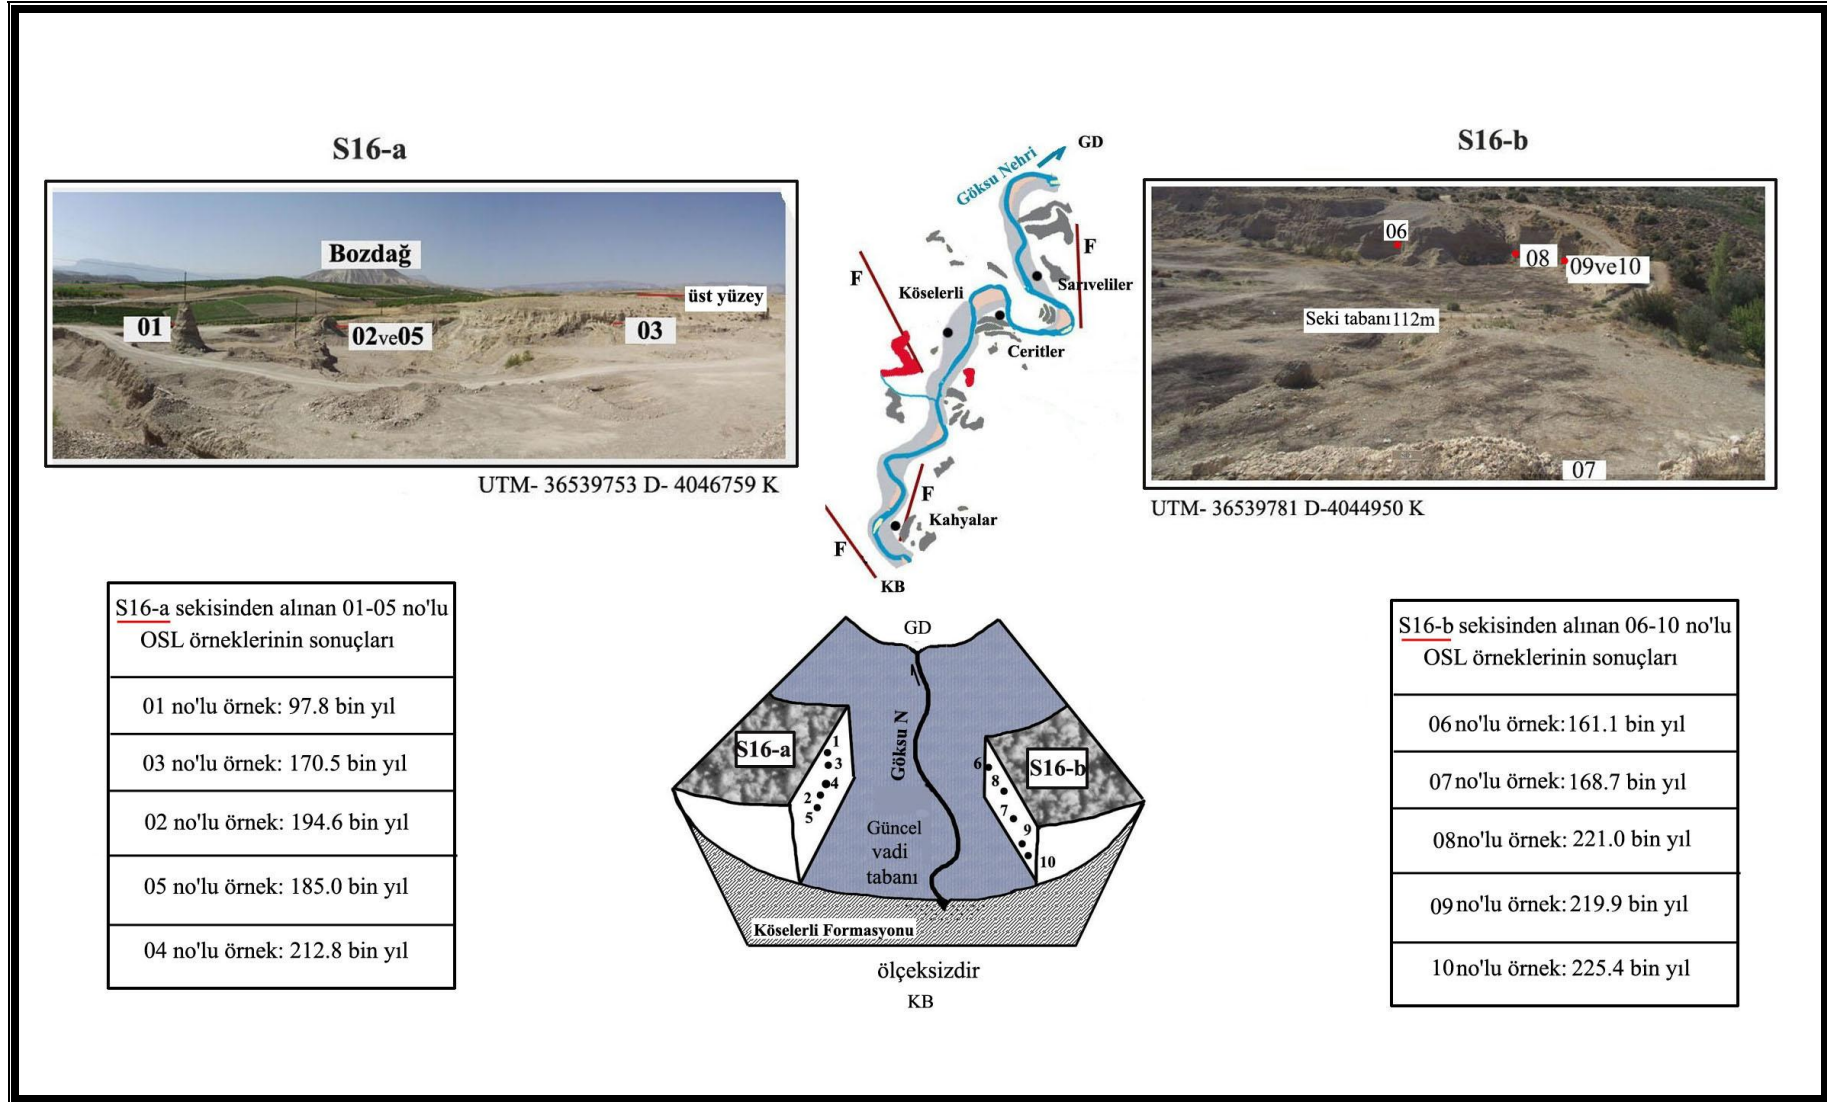 S16-a
Bozdağ
01
02ve05
03
üst yüzey
UTM- 36539753 D- 4046759 K
GD
Göksu Nehri
F
F
Köselerli
Sarıveliler
Ceritler
F
Kahyalar
F
KB
S16-b
06
08
09ve10
Seki tabanı112m
07
UTM- 36539781 D-4044950 K
S16-a sekisinden alınan 01-05 no'lu
OSL örneklerinin sonuçları
01 no'lu örnek: 97.8 bin yıl
03 no'lu örnek: 170.5 bin yıl
02 no'lu örnek: 194.6 bin yıl
05 no'lu örnek: 185.0 bin yıl
04 no'lu örnek: 212.8 bin yıl
GD
S16-a
1
3
4
2
5
Göksu N
Güncel
vadi
tabanı
6
8
7
9
10
S16-b
Köselerli Formasyonu
ölçeksizdir
KB
S16-b sekisinden alınan 06-10 no'lu
OSL örneklerinin sonuçları
06 no'lu örnek: 161.1 bin yıl
07 no'lu örnek: 168.7 bin yıl
08no'lu örnek: 221.0 bin yıl
09 no'lu örnek: 219.9 bin yıl
10 no'lu örnek: 225.4 bin yıl